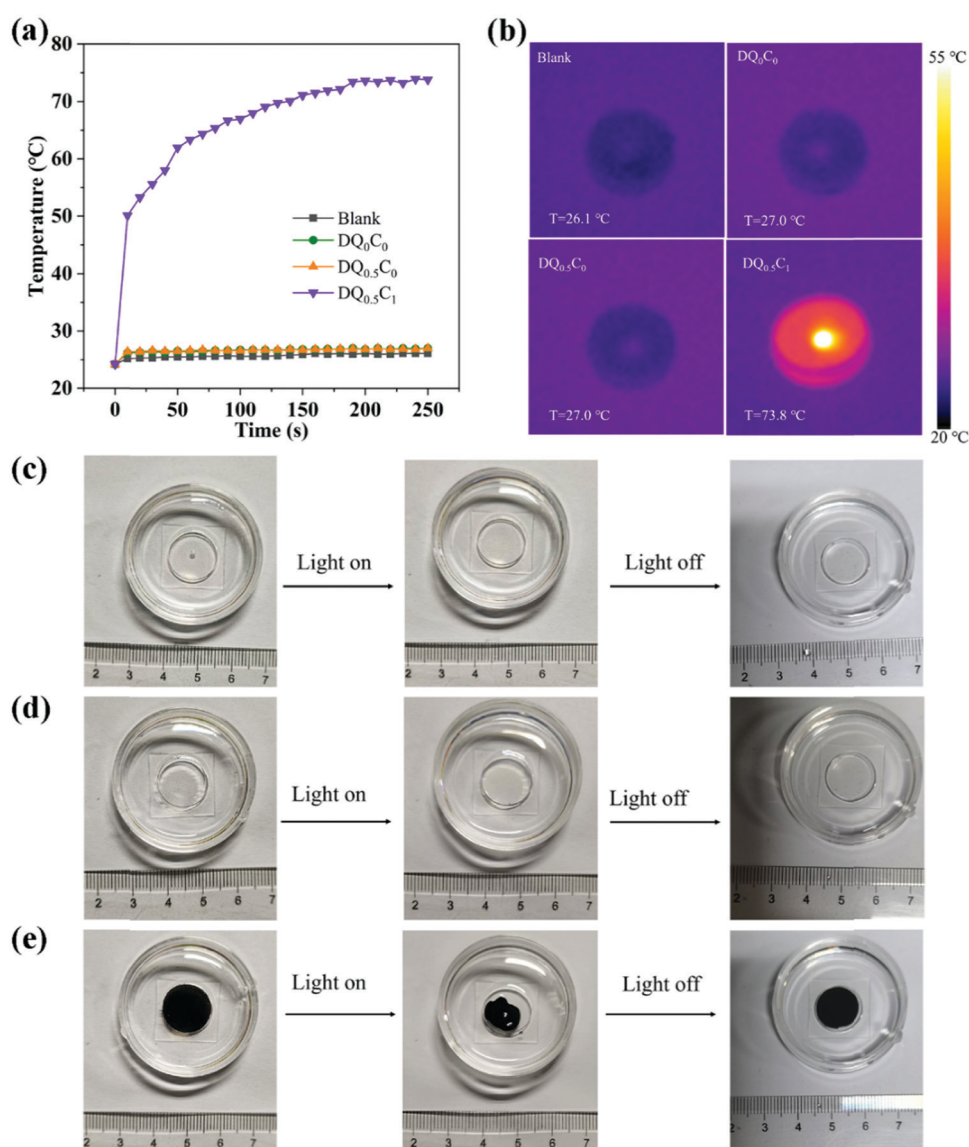 (a)
80
70
60
50
40
30
20
Temperature (°C)
Blank
DQ₀C₀
DQ₀.₅C₀
DQ₀.₅C₁
0 50 100 150 200 250
Time (s)
(b)
Blank
T=26.1 °C
DQ₀C₀
T=27.0 °C
DQ₀.₅C₀
T=27.0 °C
DQ₀.₅C₁
T=73.8 °C
55 °C
20 °C
(c)
Light on
Light off
2 3 4 5 6 7
2 3 4 5 6 7
2 3 4 5 6 7
(d)
Light on
Light off
2 3 4 5 6 7
2 3 4 5 6 7
2 3 4 5 6 7
(e)
Light on
Light off
2 3 4 5 6 7
2 3 4 5 6 7
2 3 4 5 6 7